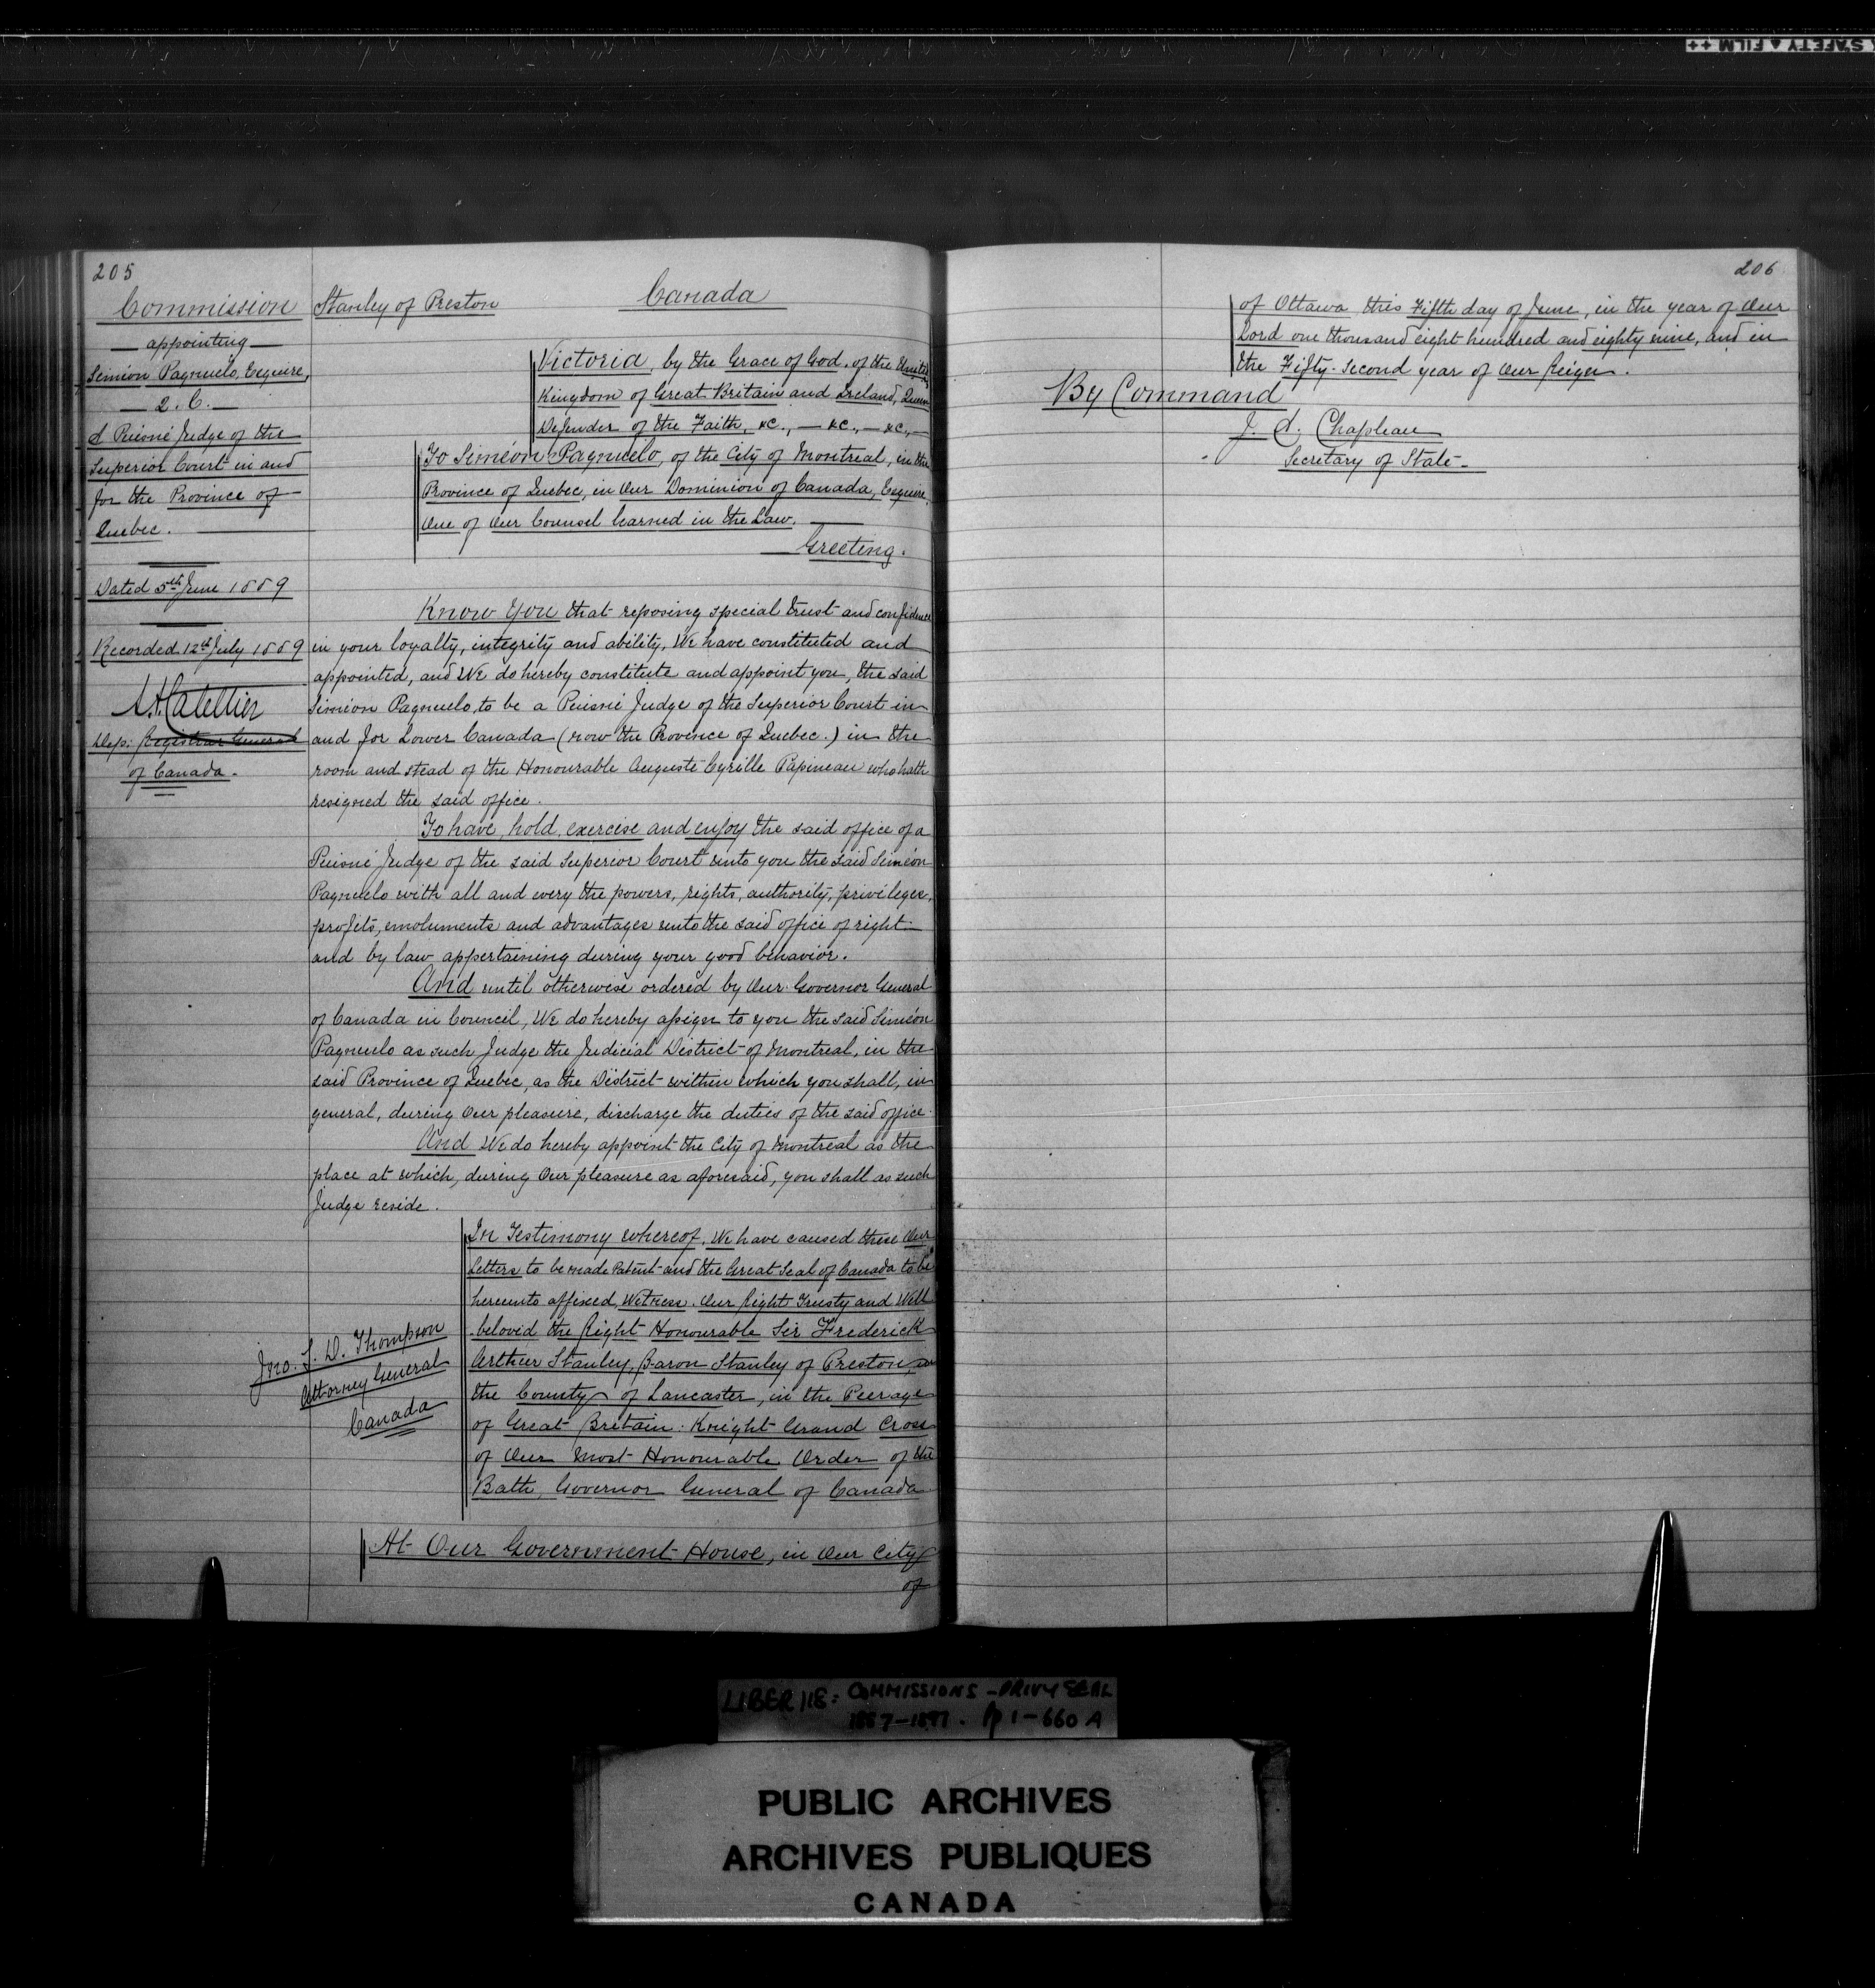 SAFETY ▲ FILM ++
205
Commission
appointing
Siméon Pagnuelo, Esquire,
Q. C.
A Puisné Judge of the
Superior Court in and
for the Province of
Quebec.
Dated 5th June 1889
Recorded 12th July 1889
Dep: Registrar General
of Canada.
Stanley of Preston
Canada
Victoria, by the Grace of God, of the United
Kingdom of Great Britain and Ireland, Queen
Defender of the Faith, &c., — &c., — &c., —
To Siméon Pagnuelo, of the City of Montreal, in the
Province of Quebec, in Our Dominion of Canada, Esquire,
One of Our Counsel learned in the Law.
Greeting.
Know You that reposing special trust and confidence
in your loyalty, integrity and ability, We have constituted and
appointed, and We do hereby constitute and appoint you, the said
Siméon Pagnuelo, to be a Puisné Judge of the Superior Court in
and for Lower Canada (now the Province of Quebec.) in the
room and stead of the Honourable Auguste Cyrille Papineau who hath
resigned the said office.
To have, hold, exercise and enjoy the said office of a
Puisné Judge of the said Superior Court unto you the said Siméon
Pagnuelo with all and every the powers, rights, authority, privileges,
profits, emoluments and advantages unto the said office of right
and by law appertaining during your good behavior.
And until otherwise ordered by Our Governor General
of Canada in Council, We do hereby assign to you the said Siméon
Pagnuelo as such Judge the Judicial District of Montreal, in the
said Province of Quebec, as the District within which you shall, in
general, during Our pleasure, discharge the duties of the said office.
And We do hereby appoint the City of Montreal as the
place at which, during Our pleasure as aforesaid, you shall as such
Judge reside.
In Testimony whereof, We have caused these Our
Letters to be made Patent and the Great Seal of Canada to be
hereunto affixed, Witness, Our Right Trusty and Well
beloved the Right Honourable Sir Frederick
Arthur Stanley, Baron Stanley of Preston, in
the County of Lancaster, in the Peerage
of Great Britain. Knight Grand Cross
of Our Most Honourable Order of the
Bath, Governor General of Canada
Jno. S. D. Thompson
Attorney General
Canada
At Our Government House, in Our City
of
206
of Ottawa this Fifth day of June, in the year of Our
Lord one thousand eight hundred and eighty nine, and in
the Fifty-Second year of Our Reign.
By Command
J. A. Chapleau
Secretary of State.
LIBER 118: COMMISSIONS - PRIVY SEAL
1887-1897. Pp 1-660 A
PUBLIC ARCHIVES
ARCHIVES PUBLIQUES
CANADA